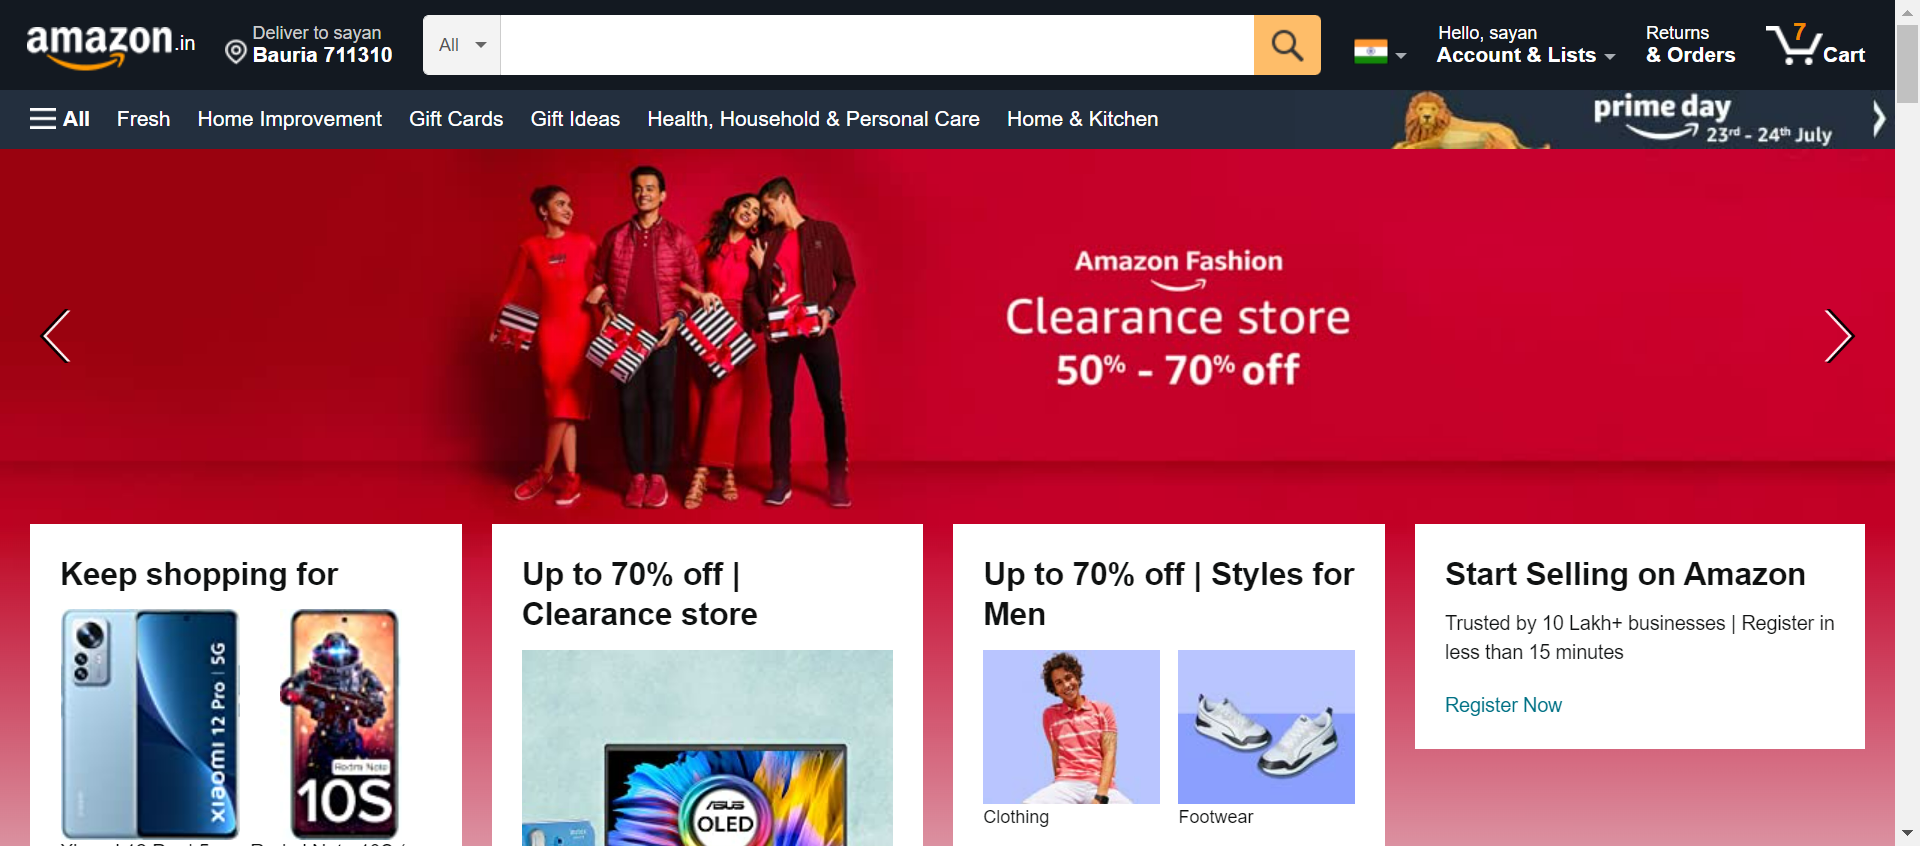 amazon.in
Deliver to sayan
Bauria 711310
All
Hello, sayan
Account & Lists
Returns
& Orders
7
Cart
All
Fresh
Home Improvement
Gift Cards
Gift Ideas
Health, Household & Personal Care
Home & Kitchen
prime day
23rd - 24th July
Amazon Fashion
Clearance store
50% - 70% off
Keep shopping for
xiaomi 12 Pro | 5G
Redmi Note
10S
Up to 70% off |
Clearance store
ASUS
OLED
Up to 70% off | Styles for
Men
Clothing
Footwear
Start Selling on Amazon
Trusted by 10 Lakh+ businesses | Register in
less than 15 minutes
Register Now